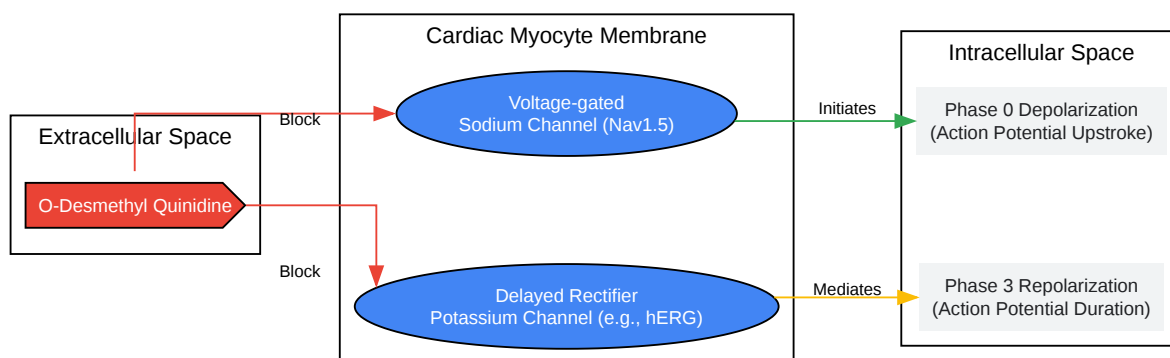 Cardiac Myocyte Membrane
Intracellular Space
Extracellular Space
Block
Voltage-gated
Sodium Channel (Nav1.5)
Initiates
Phase 0 Depolarization
(Action Potential Upstroke)
O-Desmethyl Quinidine
Block
Delayed Rectifier
Potassium Channel (e.g., hERG)
Mediates
Phase 3 Repolarization
(Action Potential Duration)